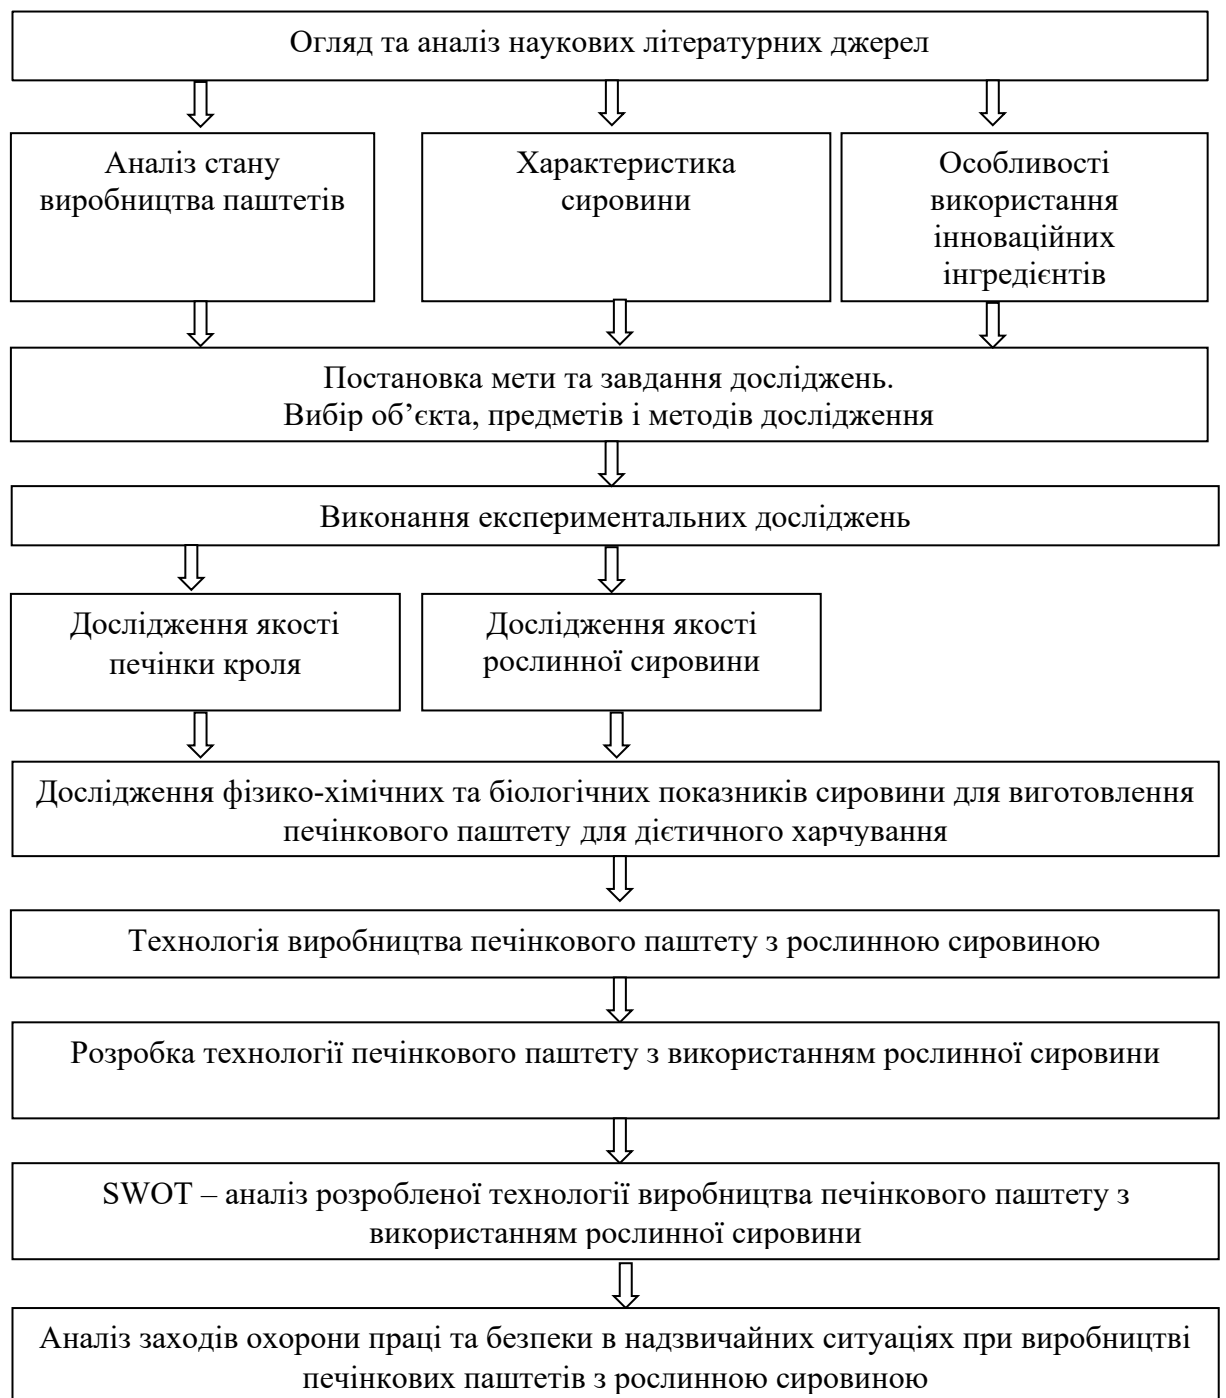 Огляд та аналіз наукових літературних джерел
Аналіз стану
виробництва паштетів
Характеристика
сировини
Особливості
використання
інноваційних
інгредієнтів
Постановка мети та завдання досліджень.
Вибір об’єкта, предметів і методів дослідження
Виконання експериментальних досліджень
Дослідження якості
печінки кроля
Дослідження якості
рослинної сировини
Дослідження фізико-хімічних та біологічних показників сировини для виготовлення
печінкового паштету для дієтичного харчування
Технологія виробництва печінкового паштету з рослинною сировиною
Розробка технології печінкового паштету з використанням рослинної сировини
SWOT – аналіз розробленої технології виробництва печінкового паштету з
використанням рослинної сировини
Аналіз заходів охорони праці та безпеки в надзвичайних ситуаціях при виробництві
печінкових паштетів з рослинною сировиною